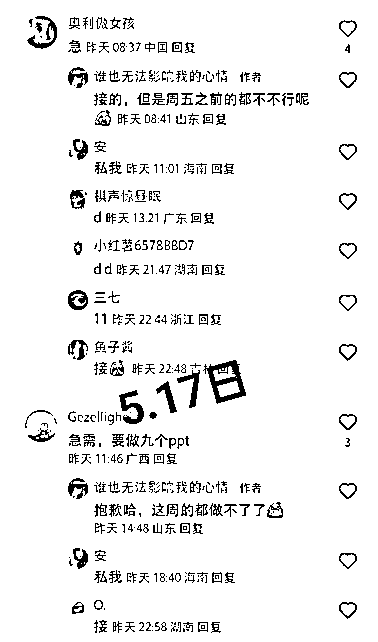 奥利做女孩
急 昨天 08:37 中国 回复
4
谁也无法影响我的心情 作者
接的，但是周五之前的都不不行呢
昨天 08:41 山东 回复
安
私我 昨天 11:01 海南 回复
棋声惊昼眠
d 昨天 13:21 广东 回复
小红薯6578BBD7
d d 昨天 21:47 湖南 回复
三七
11 昨天 22:44 浙江 回复
鱼子酱
接 昨天 22:48 吉林 回复
5.17日
Gezellighe
急需，要做九个ppt
3
昨天 11:46 广西 回复
谁也无法影响我的心情 作者
抱歉哈，这周的都做不了了
昨天 14:48 山东 回复
安
私我 昨天 18:40 海南 回复
O.
接 昨天 22:58 湖南 回复